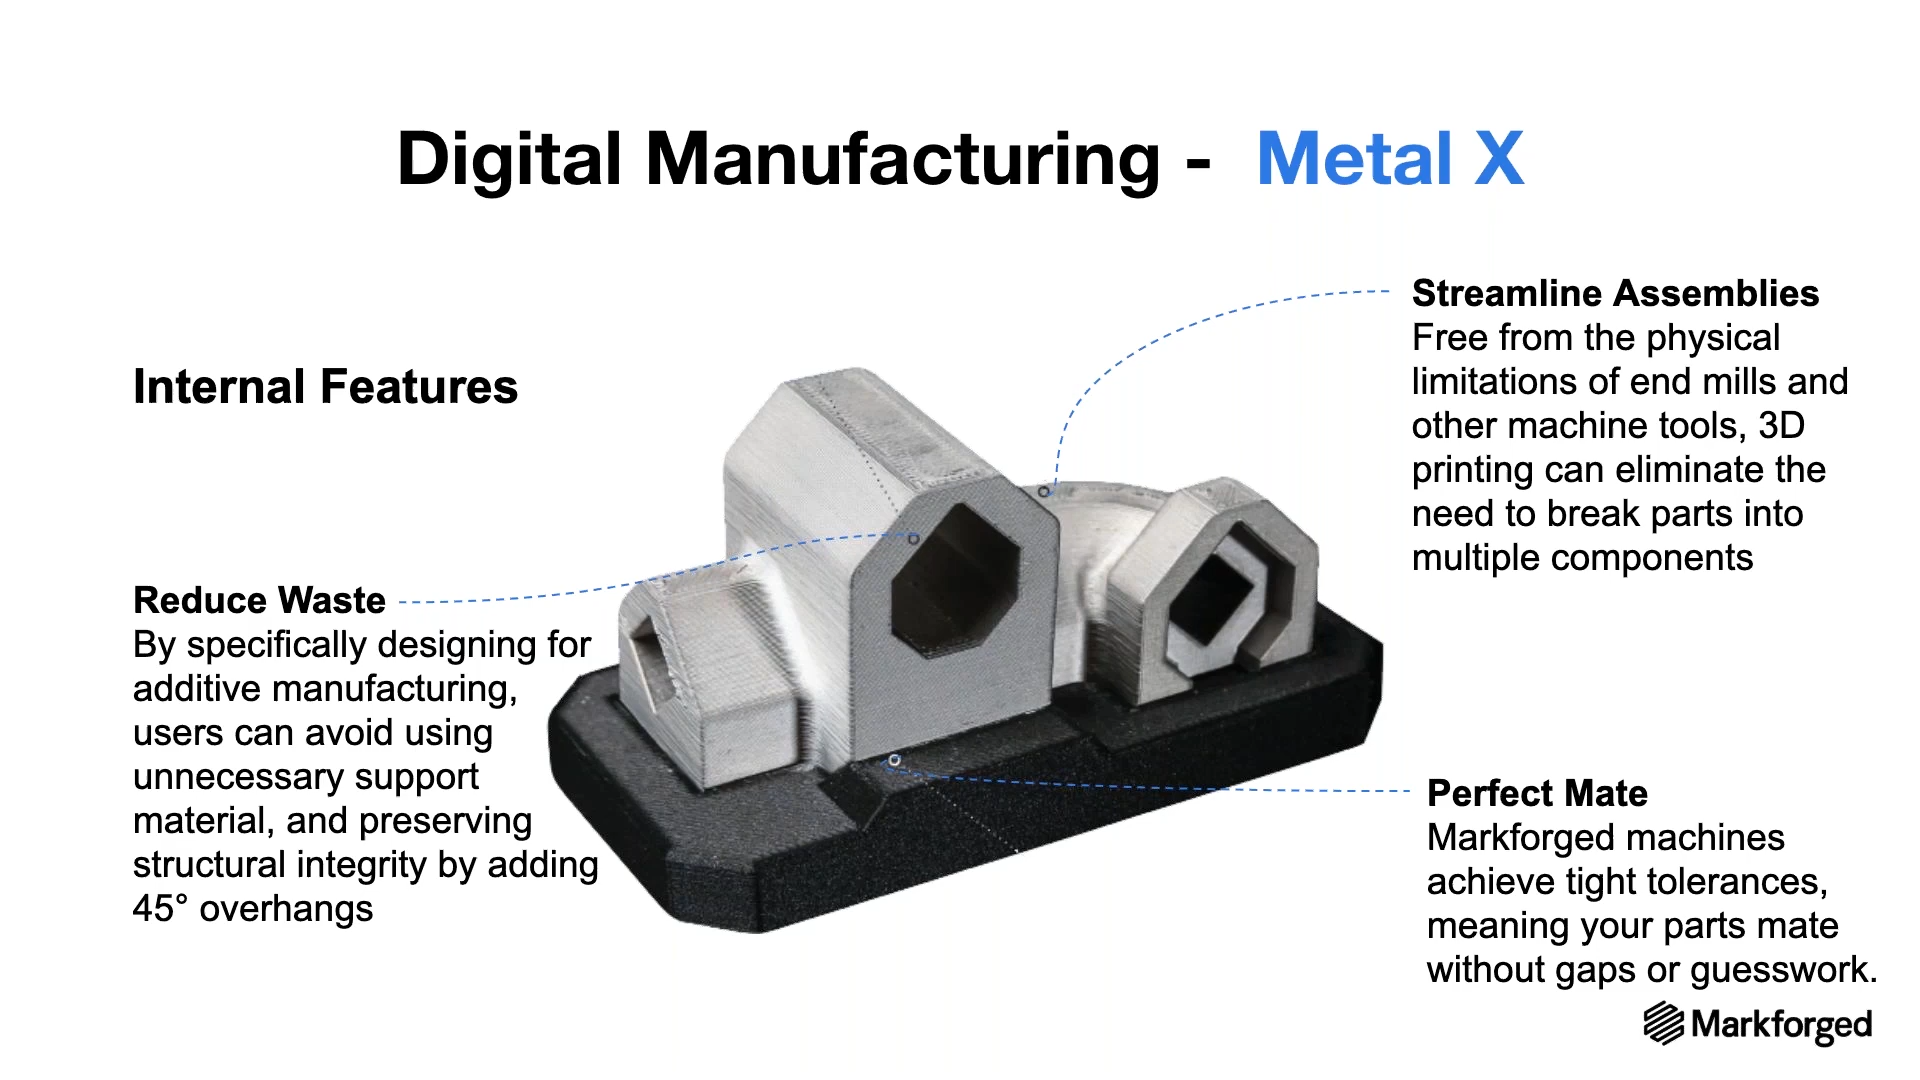 Digital Manufacturing - Metal X
Internal Features
Reduce Waste
By specifically designing for
additive manufacturing,
users can avoid using
unnecessary support
material, and preserving
structural integrity by adding
45° overhangs
Streamline Assemblies
Free from the physical
limitations of end mills and
other machine tools, 3D
printing can eliminate the
need to break parts into
multiple components
Perfect Mate
Markforged machines
achieve tight tolerances,
meaning your parts mate
without gaps or guesswork.
Markforged